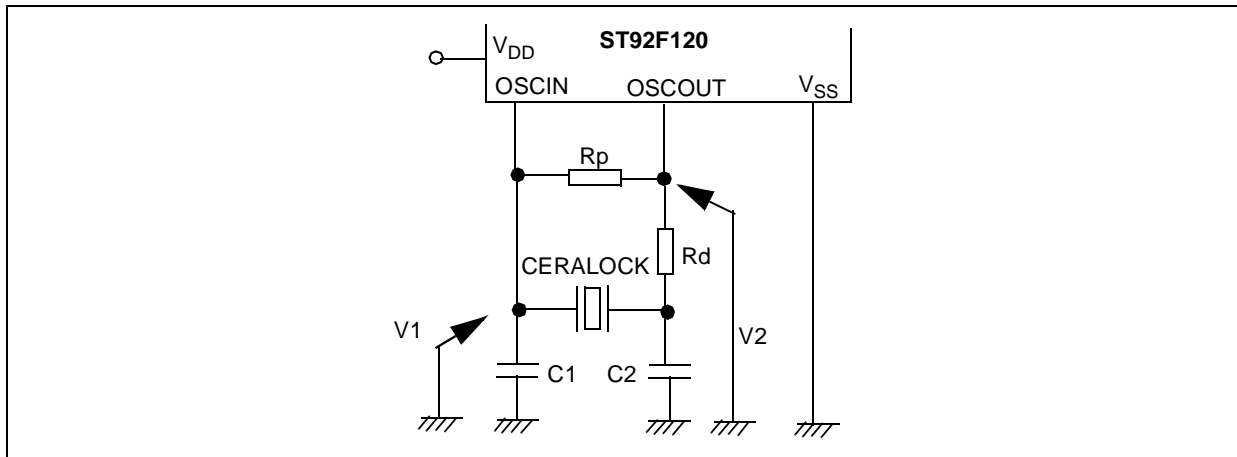 ST92F120
VDD
OSCIN OSCOUT VSS
Rp
Rd
CERALOCK
V1 V2
C1 C2